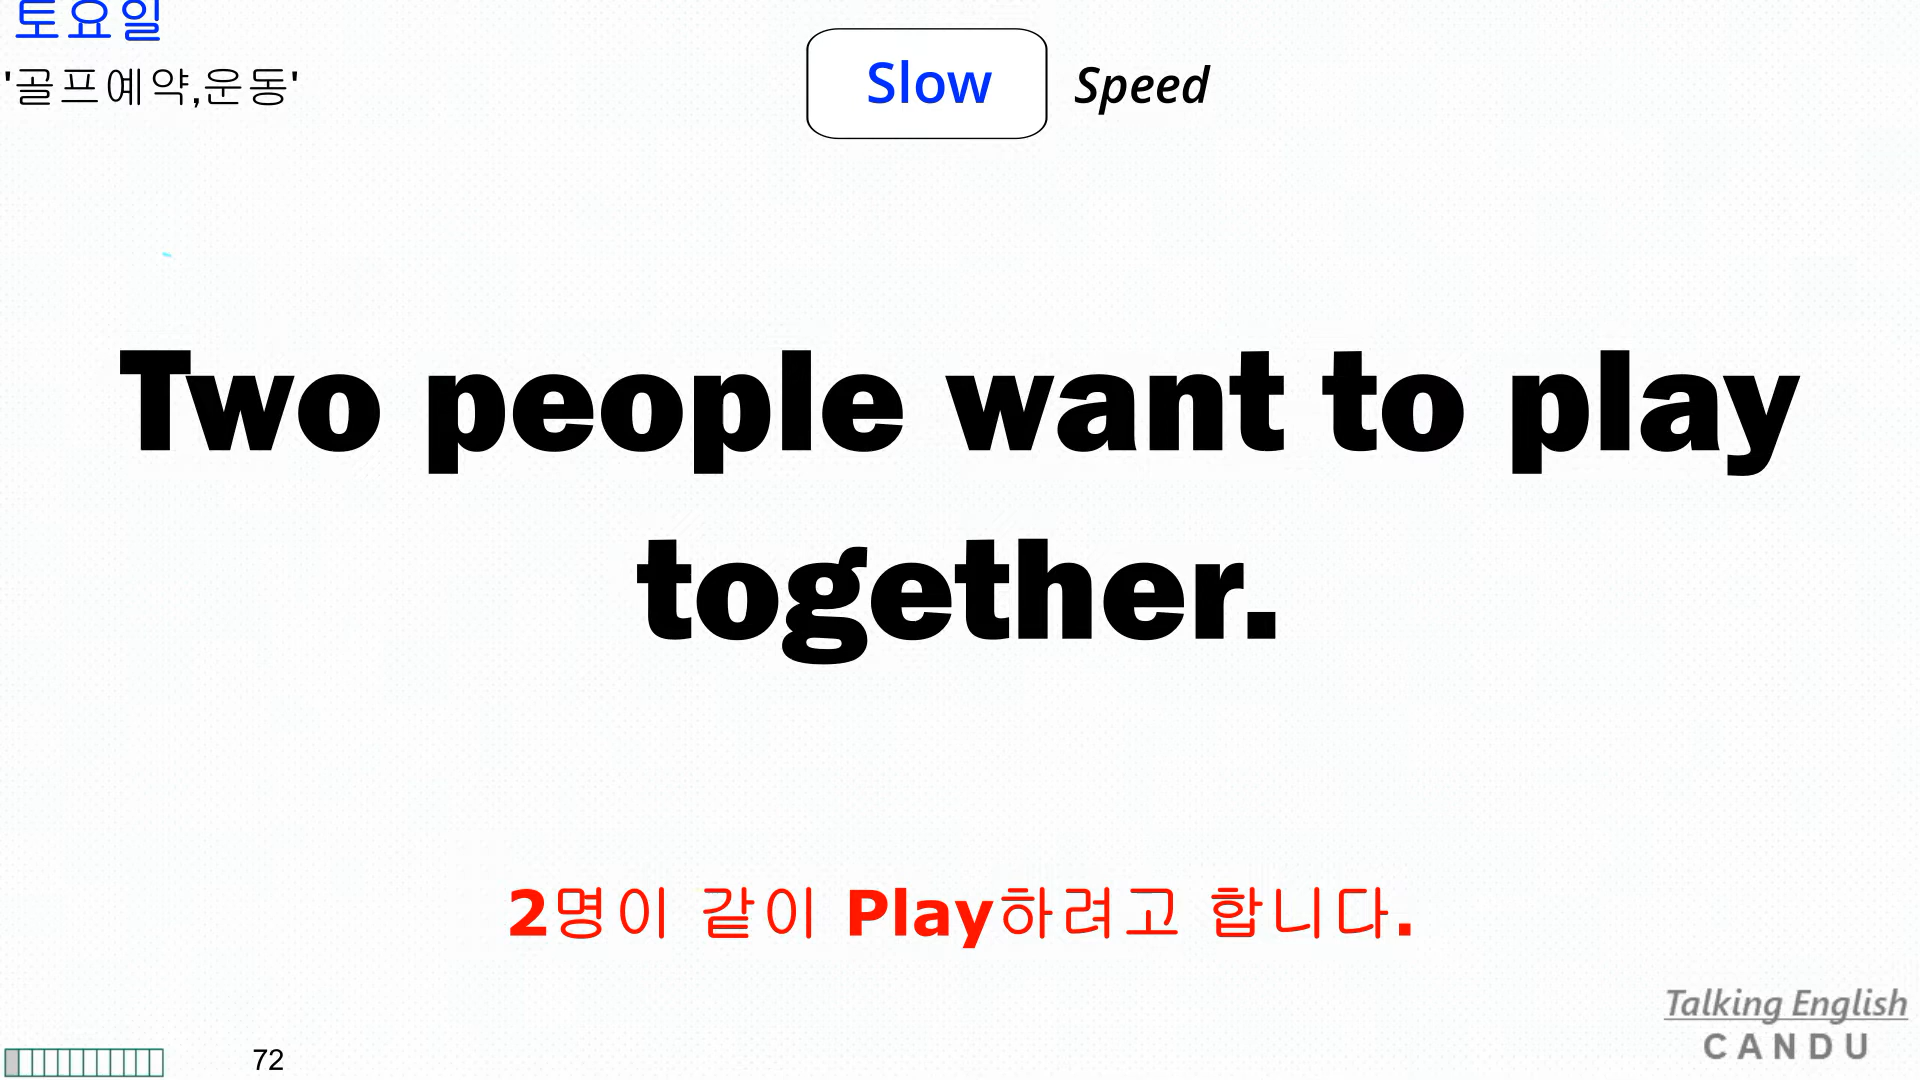 토요일
'골프예약,운동'
Slow Speed
Two people want to play
together.
2명이 같이 Play하려고 합니다.
Talking English
CANDU
72